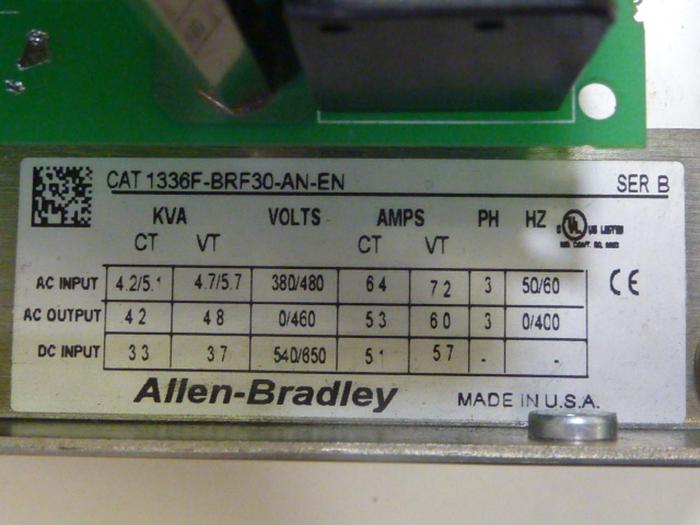 CAT 1336F-BRF30-AN-EN SER B
KVA VOLTS AMPS PH HZ
CT VT CT VT
UL LISTED
AC INPUT 4.2/5.1 4.7/5.7 380/480 6.4 7.2 3 50/60 CE
AC OUTPUT 4.2 4.8 0/460 5.3 6.0 3 0/400
DC INPUT 3.3 3.7 540/650 5.1 5.7 - -
Allen-Bradley MADE IN U.S.A.